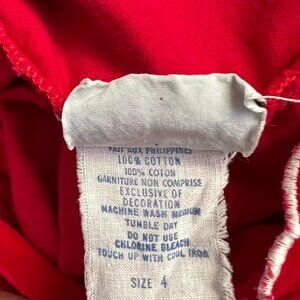 FAIT AUX PHILIPPINES
100% COTTON
100% COTON
GARNITURE NON COMPRISE
EXCLUSIVE OF
DECORATION
MACHINE WASH MEDIUM
TUMBLE DAY
DO NOT USE
CHLORINE BLEACH
TOUCH UP WITH COOL IRON
SIZE 4